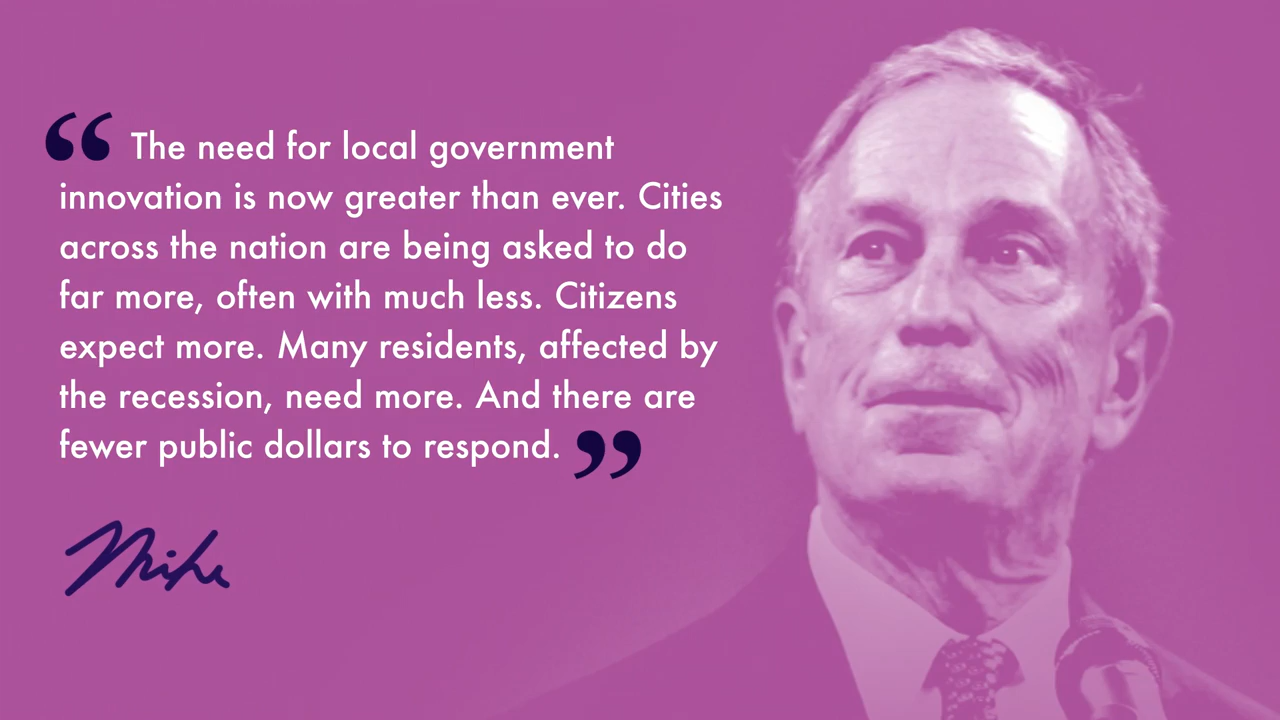 “ The need for local government
innovation is now greater than ever. Cities
across the nation are being asked to do
far more, often with much less. Citizens
expect more. Many residents, affected by
the recession, need more. And there are
fewer public dollars to respond. ”
Mike